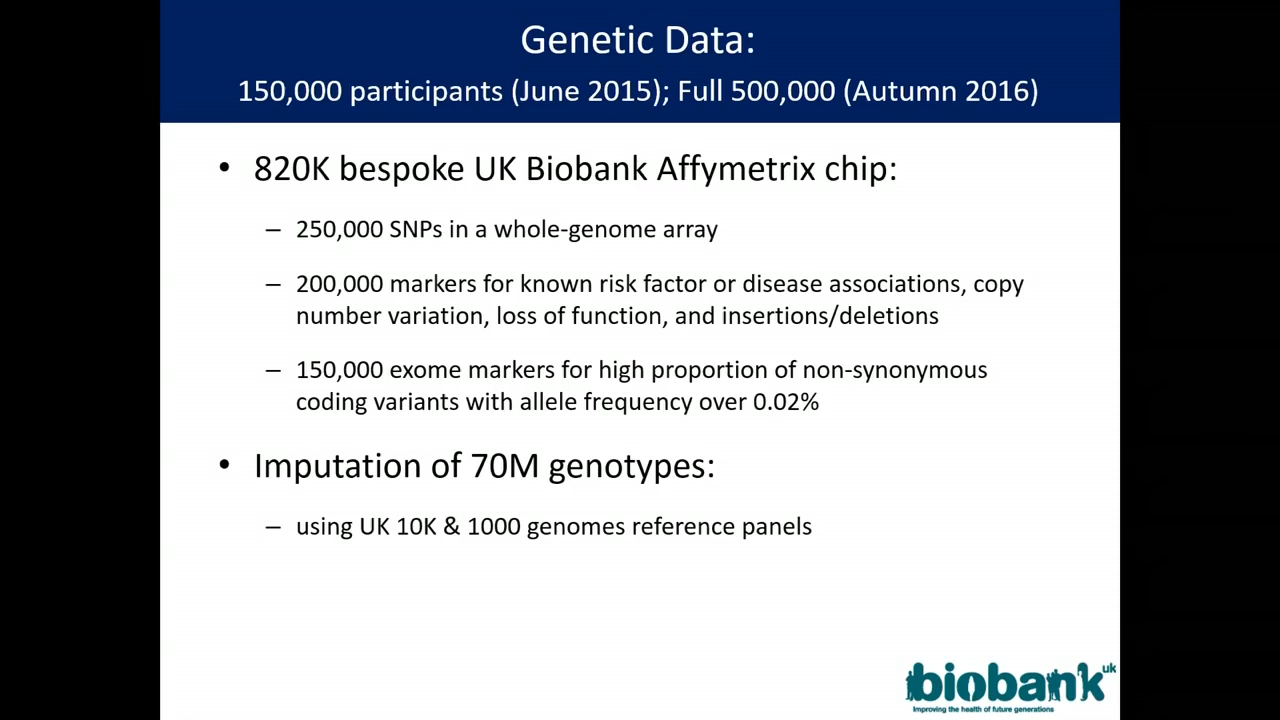 Genetic Data:
150,000 participants (June 2015); Full 500,000 (Autumn 2016)
• 820K bespoke UK Biobank Affymetrix chip:
– 250,000 SNPs in a whole-genome array
– 200,000 markers for known risk factor or disease associations, copy
number variation, loss of function, and insertions/deletions
– 150,000 exome markers for high proportion of non-synonymous
coding variants with allele frequency over 0.02%
• Imputation of 70M genotypes:
– using UK 10K & 1000 genomes reference panels
biobank uk
Improving the health of future generations